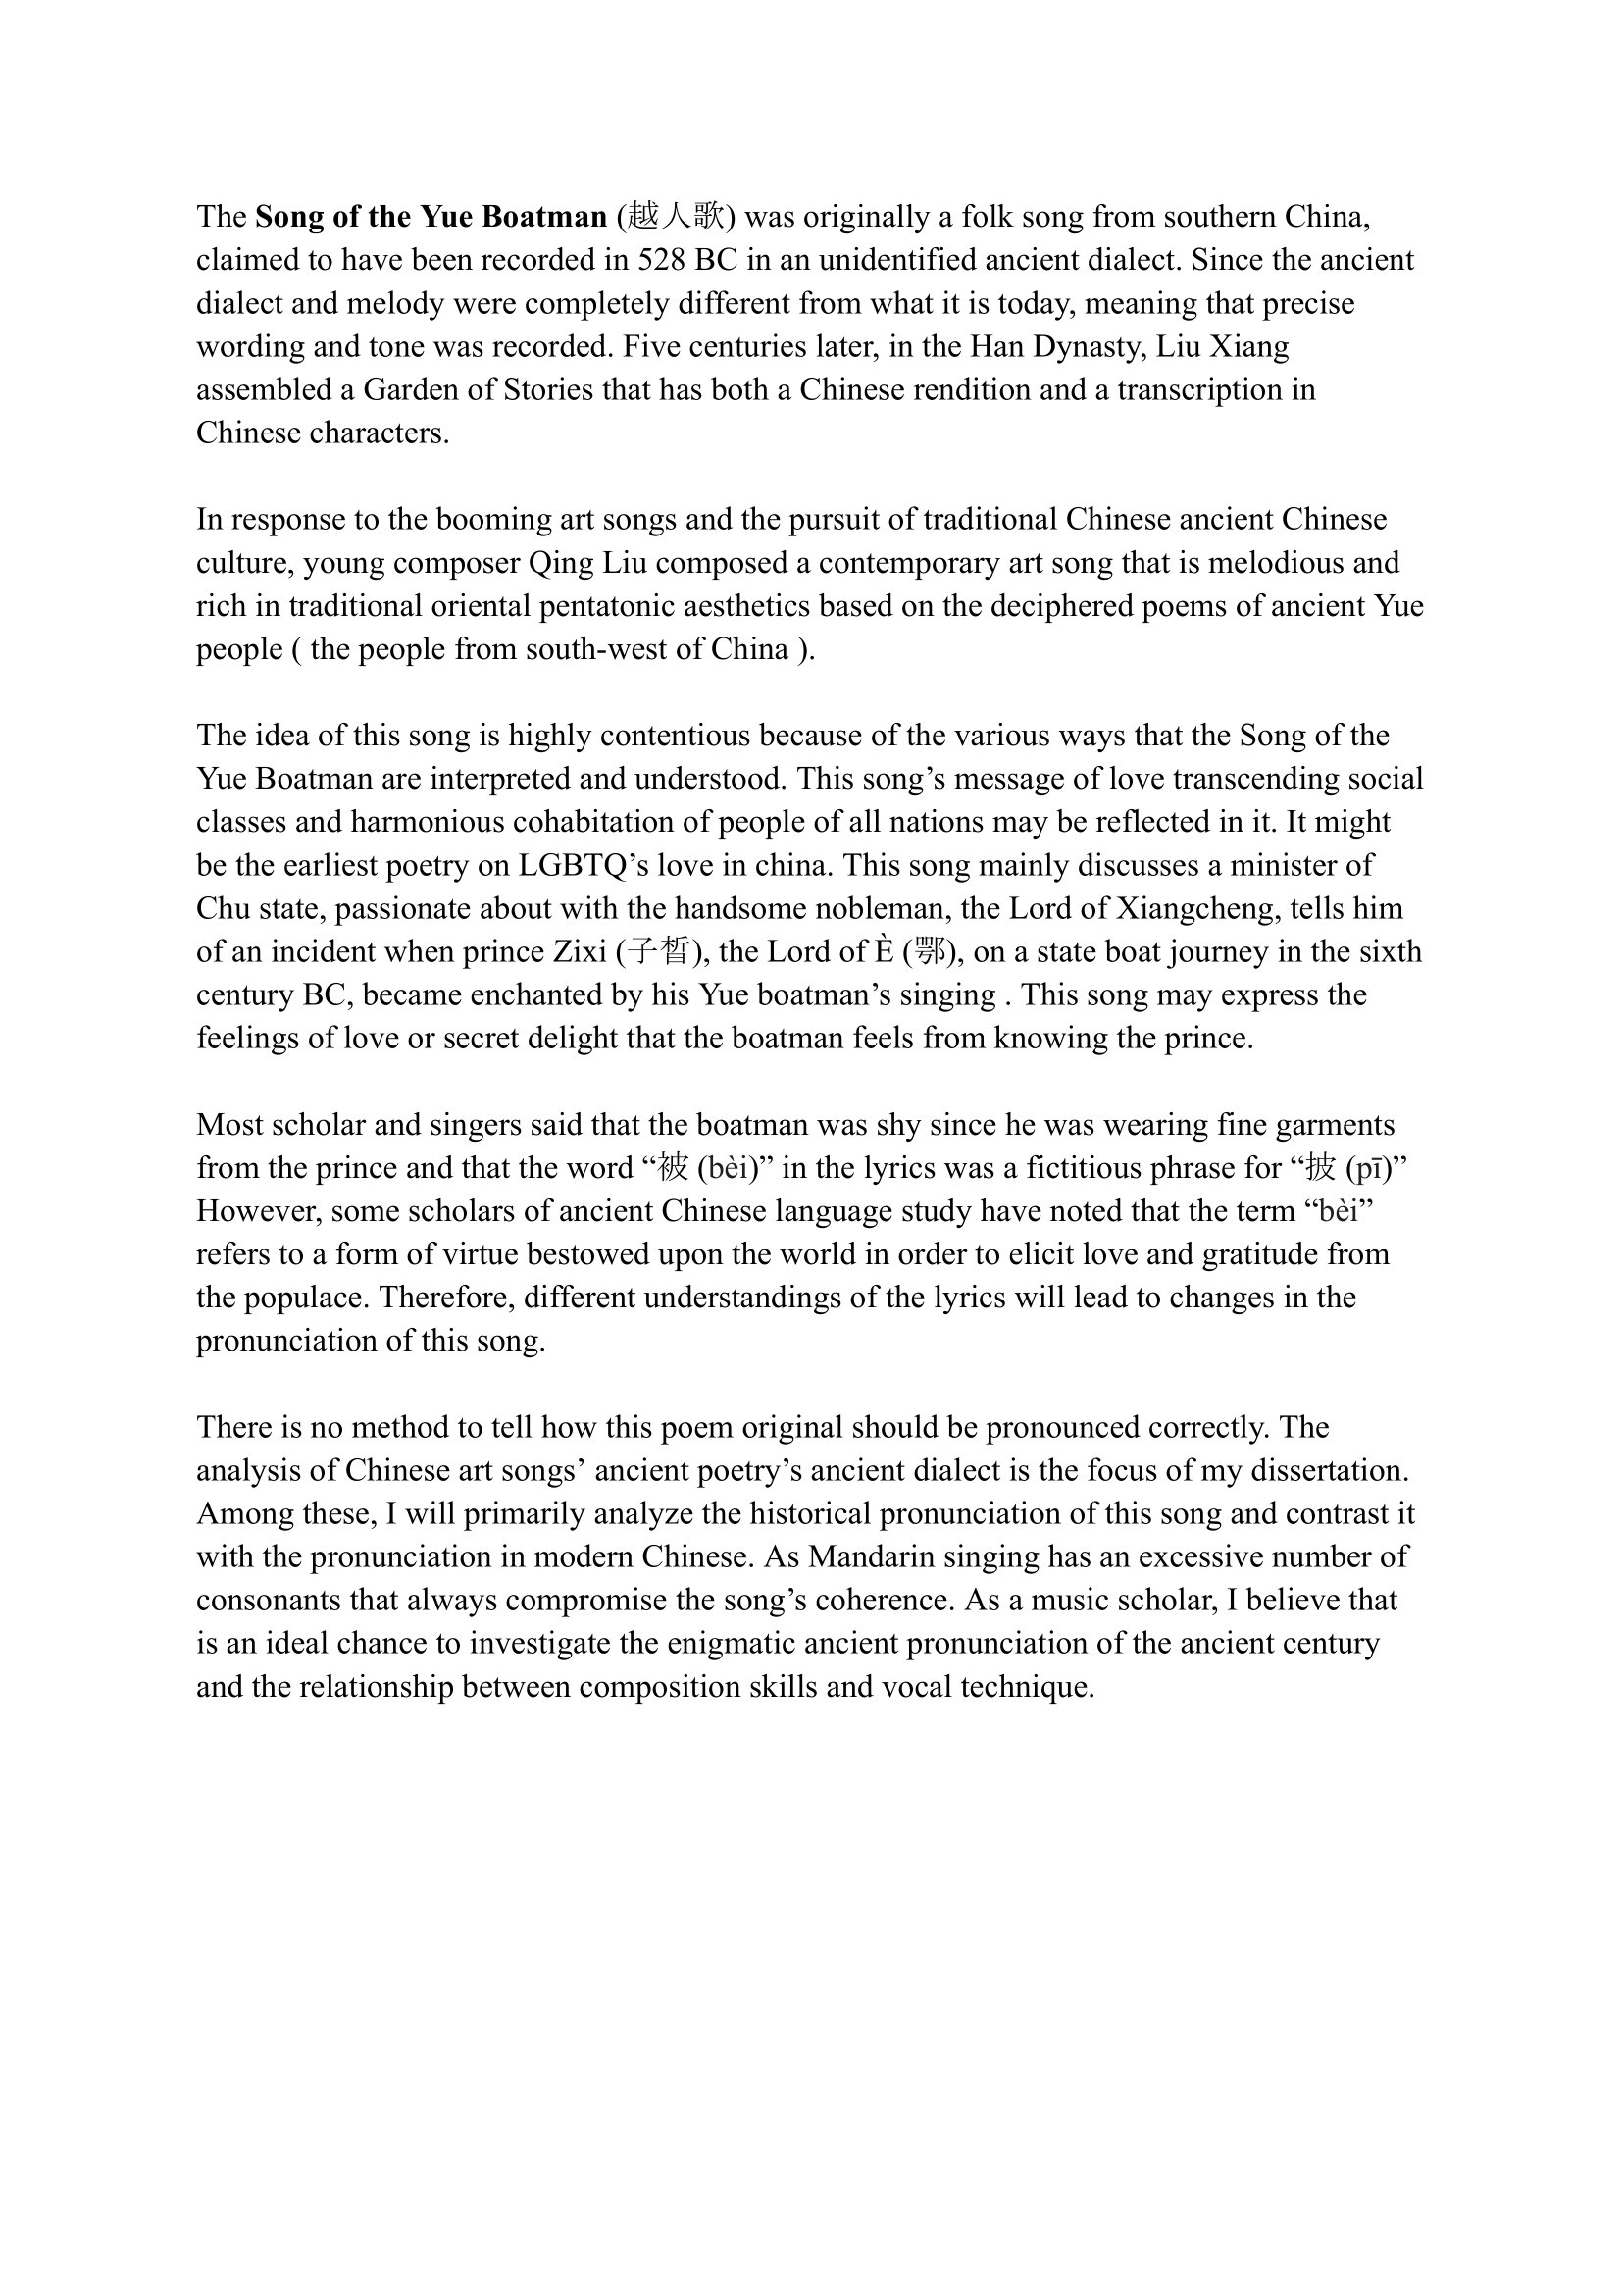 The Song of the Yue Boatman (越人歌) was originally a folk song from southern China,
claimed to have been recorded in 528 BC in an unidentified ancient dialect. Since the ancient
dialect and melody were completely different from what it is today, meaning that precise
wording and tone was recorded. Five centuries later, in the Han Dynasty, Liu Xiang
assembled a Garden of Stories that has both a Chinese rendition and a transcription in
Chinese characters.
In response to the booming art songs and the pursuit of traditional Chinese ancient Chinese
culture, young composer Qing Liu composed a contemporary art song that is melodious and
rich in traditional oriental pentatonic aesthetics based on the deciphered poems of ancient Yue
people ( the people from south-west of China ).
The idea of this song is highly contentious because of the various ways that the Song of the
Yue Boatman are interpreted and understood. This song’s message of love transcending social
classes and harmonious cohabitation of people of all nations may be reflected in it. It might
be the earliest poetry on LGBTQ’s love in china. This song mainly discusses a minister of
Chu state, passionate about with the handsome nobleman, the Lord of Xiangcheng, tells him
of an incident when prince Zixi (子晳), the Lord of È (鄂), on a state boat journey in the sixth
century BC, became enchanted by his Yue boatman’s singing . This song may express the
feelings of love or secret delight that the boatman feels from knowing the prince.
Most scholar and singers said that the boatman was shy since he was wearing fine garments
from the prince and that the word “被 (bèi)” in the lyrics was a fictitious phrase for “披 (pī)”
However, some scholars of ancient Chinese language study have noted that the term “bèi”
refers to a form of virtue bestowed upon the world in order to elicit love and gratitude from
the populace. Therefore, different understandings of the lyrics will lead to changes in the
pronunciation of this song.
There is no method to tell how this poem original should be pronounced correctly. The
analysis of Chinese art songs’ ancient poetry’s ancient dialect is the focus of my dissertation.
Among these, I will primarily analyze the historical pronunciation of this song and contrast it
with the pronunciation in modern Chinese. As Mandarin singing has an excessive number of
consonants that always compromise the song’s coherence. As a music scholar, I believe that
is an ideal chance to investigate the enigmatic ancient pronunciation of the ancient century
and the relationship between composition skills and vocal technique.